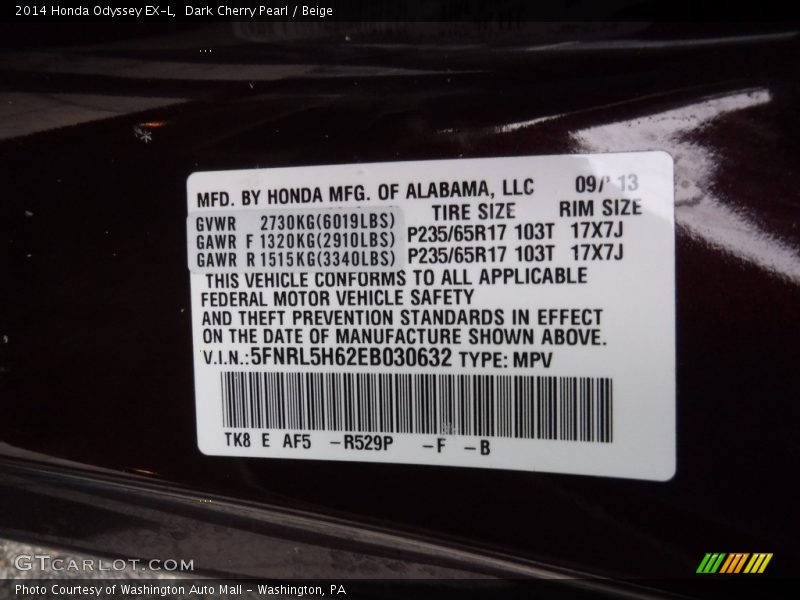 2014 Honda Odyssey EX-L,  Dark Cherry Pearl / Beige
MFD. BY HONDA MFG. OF ALABAMA, LLC 09/ 13
TIRE SIZE RIM SIZE
GVWR 2730KG(6019LBS)
GAWR F 1320KG(2910LBS) P235/65R17 103T 17X7J
GAWR R 1515KG(3340LBS) P235/65R17 103T 17X7J
THIS VEHICLE CONFORMS TO ALL APPLICABLE
FEDERAL MOTOR VEHICLE SAFETY
AND THEFT PREVENTION STANDARDS IN EFFECT
ON THE DATE OF MANUFACTURE SHOWN ABOVE.
V.I.N.:5FNRL5H62EB030632 TYPE: MPV
TK8 E AF5 -R529P -F -B
GTCARLOT.COM
Photo Courtesy of Washington Auto Mall - Washington, PA